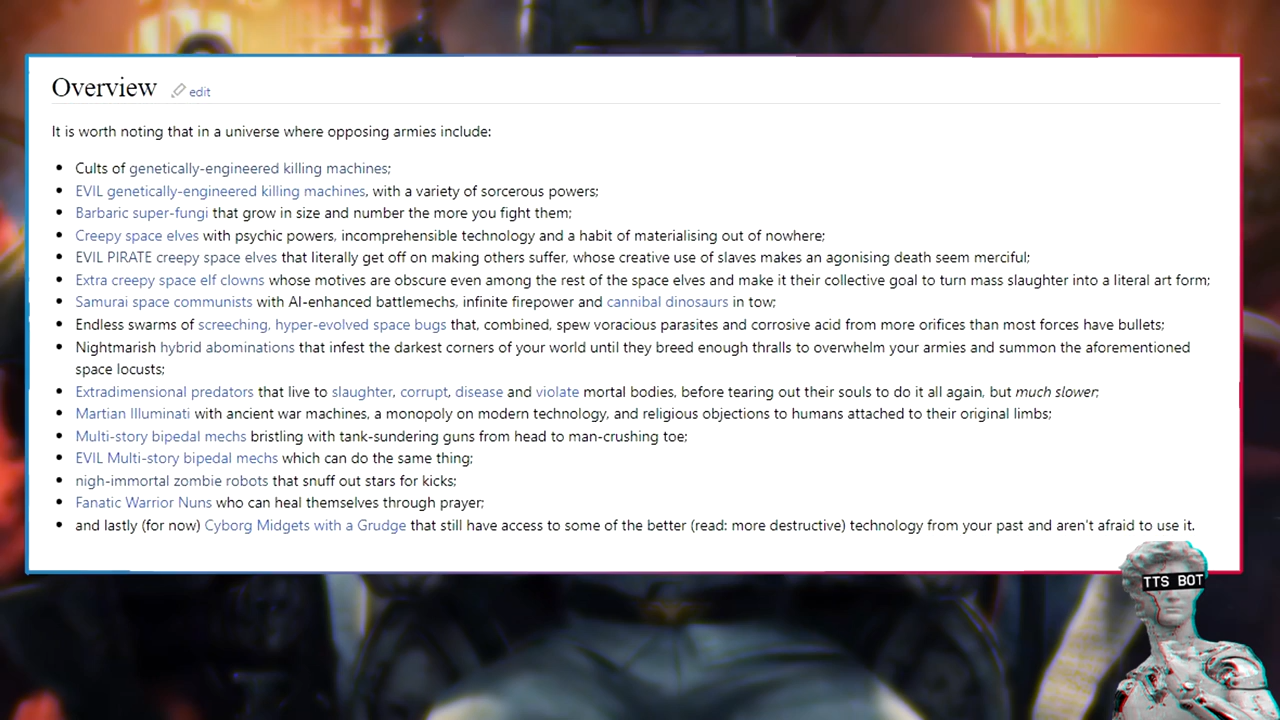 Overview edit
It is worth noting that in a universe where opposing armies include:
• Cults of genetically-engineered killing machines;
• EVIL genetically-engineered killing machines, with a variety of sorcerous powers;
• Barbaric super-fungi that grow in size and number the more you fight them;
• Creepy space elves with psychic powers, incomprehensible technology and a habit of materialising out of nowhere;
• EVIL PIRATE creepy space elves that literally get off on making others suffer, whose creative use of slaves makes an agonising death seem merciful;
• Extra creepy space elf clowns whose motives are obscure even among the rest of the space elves and make it their collective goal to turn mass slaughter into a literal art form;
• Samurai space communists with AI-enhanced battlemechs, infinite firepower and cannibal dinosaurs in tow;
• Endless swarms of screeching, hyper-evolved space bugs that, combined, spew voracious parasites and corrosive acid from more orifices than most forces have bullets;
• Nightmarish hybrid abominations that infest the darkest corners of your world until they breed enough thralls to overwhelm your armies and summon the aforementioned
space locusts;
• Extradimensional predators that live to slaughter, corrupt, disease and violate mortal bodies, before tearing out their souls to do it all again, but much slower;
• Martian Illuminati with ancient war machines, a monopoly on modern technology, and religious objections to humans attached to their original limbs;
• Multi-story bipedal mechs bristling with tank-sundering guns from head to man-crushing toe;
• EVIL Multi-story bipedal mechs which can do the same thing;
• nigh-immortal zombie robots that snuff out stars for kicks;
• Fanatic Warrior Nuns who can heal themselves through prayer;
• and lastly (for now) Cyborg Midgets with a Grudge that still have access to some of the better (read: more destructive) technology from your past and aren't afraid to use it.
TTS BOT